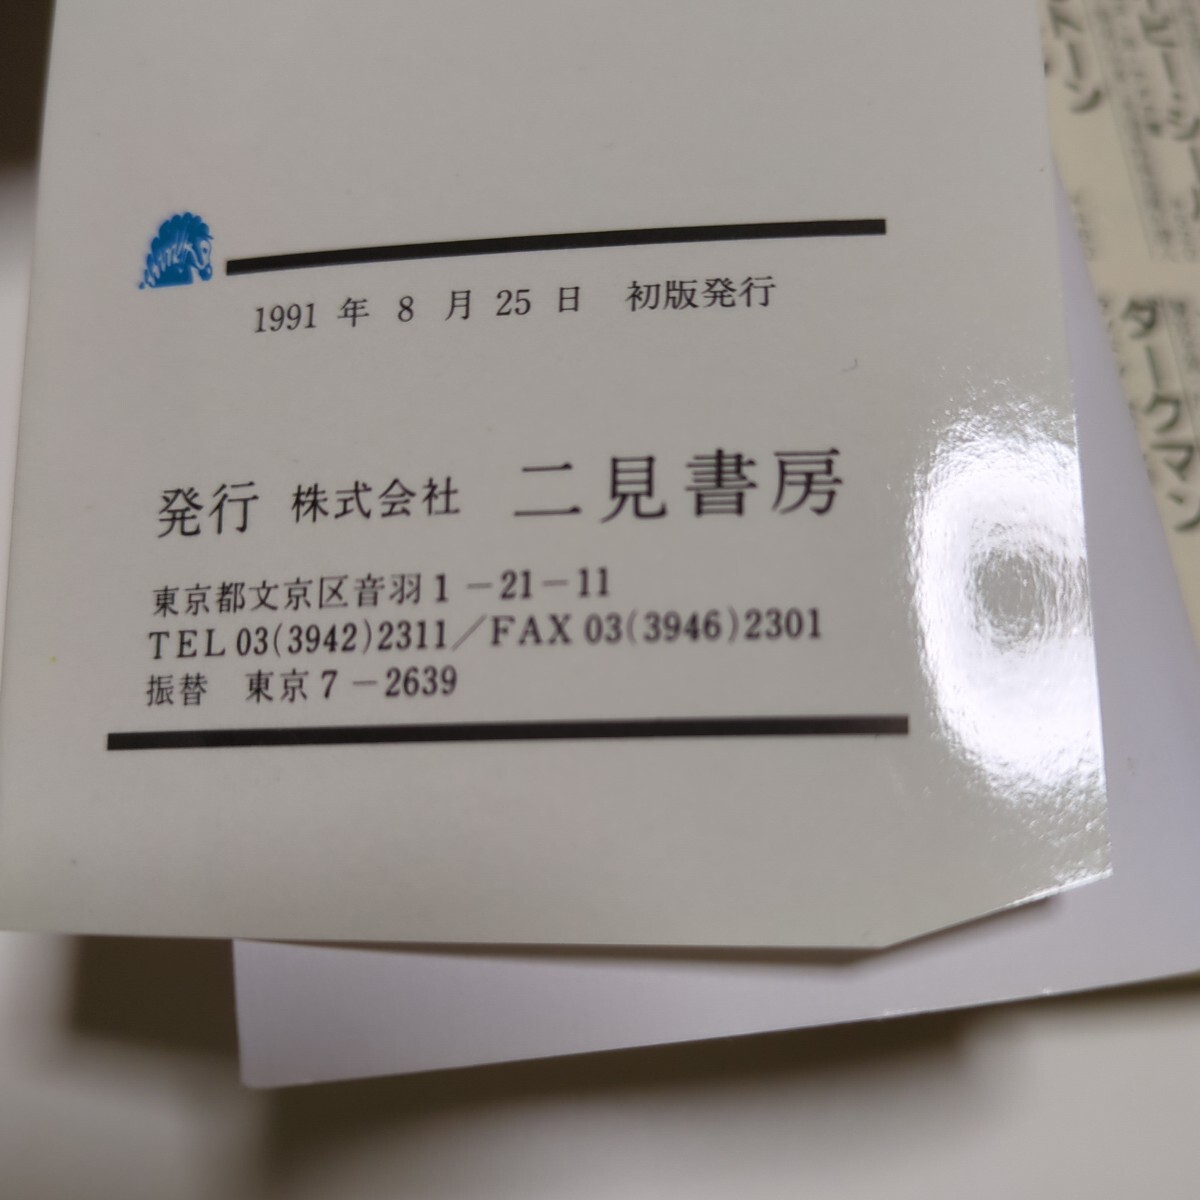 1991 年 8 月 25 日 初版発行
発行 株式会社 二見書房
東京都文京区音羽1－21－11
TEL 03(3942)2311／FAX 03(3946)2301
振替 東京7－2639
ダークマン